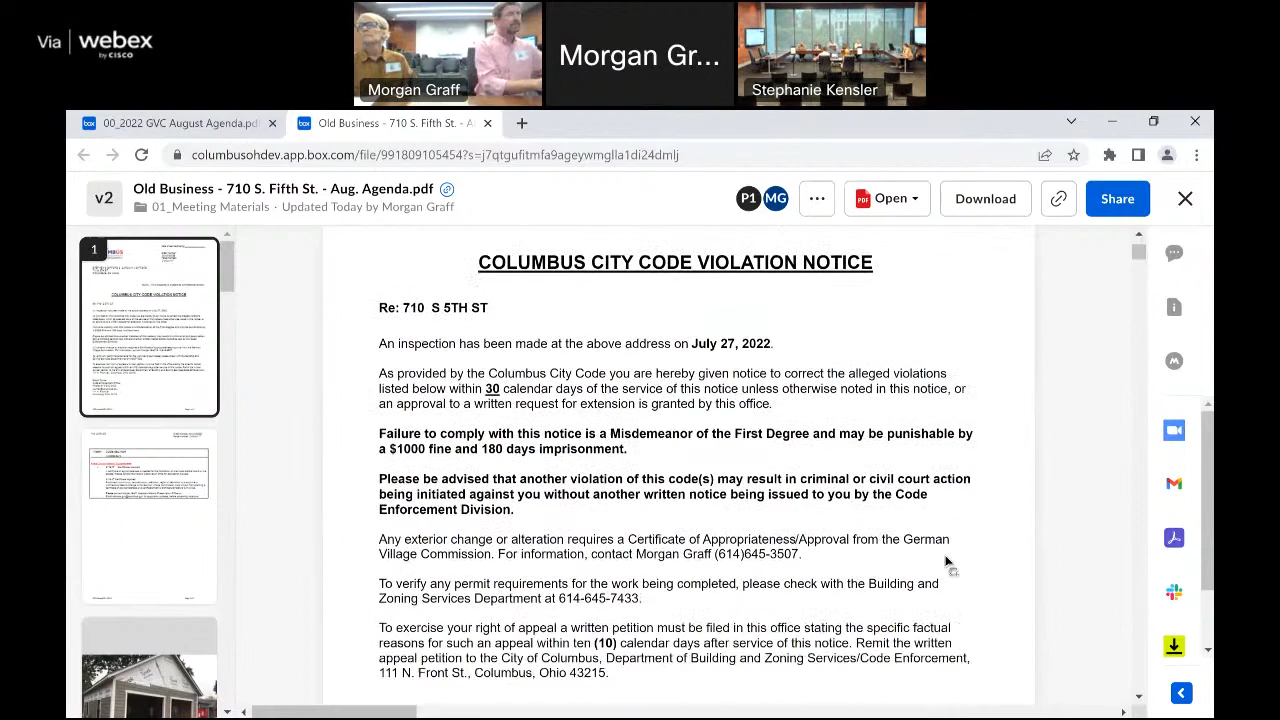 Via webex
by CISCO
Morgan Graff
Morgan Gr...
Stephanie Kensler
box 00_2022 GVC August Agenda.pdf
box Old Business - 710 S. Fifth St. - A
columbusohdev.app.box.com/file/991809105454?s=j7qtgufitmfa9ageywmglla1di24dmlj
v2
Old Business - 710 S. Fifth St. - Aug. Agenda.pdf
01_Meeting Materials · Updated Today by Morgan Graff
P1 MG
PDF Open
Download
Share
1
COLUMBUS CITY CODE VIOLATION NOTICE
Re: 710 S 5TH ST
An inspection has been made at the above address on July 27, 2022.
As provided by the Columbus City Code you are hereby given notice to correct the alleged violations
listed below within 30 calendar days of the service of this notice unless otherwise noted in this notice, or
an approval to a written request for extension is granted by this office.
Failure to comply with this notice is a Misdemeanor of the First Degree and may be punishable by
a $1000 fine and 180 days imprisonment.
Please be advised that any violation of this code(s) may result in criminal or civil court action
being initiated against you without another written notice being issued to you by the Code
Enforcement Division.
Any exterior change or alteration requires a Certificate of Appropriateness/Approval from the German
Village Commission. For information, contact Morgan Graff (614)645-3507.
To verify any permit requirements for the work being completed, please check with the Building and
Zoning Services Department at 614-645-7433.
To exercise your right of appeal a written petition must be filed in this office stating the specific factual
reasons for such an appeal within ten (10) calendar days after service of this notice. Remit the written
appeal petition to the City of Columbus, Department of Building and Zoning Services/Code Enforcement,
111 N. Front St., Columbus, Ohio 43215.